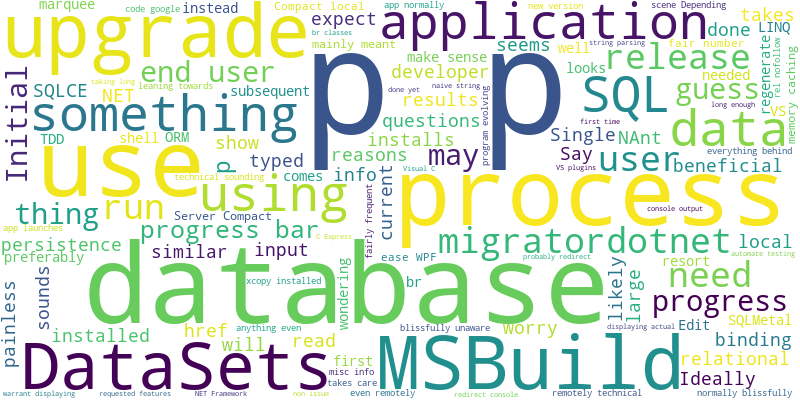 marquee
code google
instead
Compact local
app normally
new version
scene Depending
upgrade
p p
application
expect
br classes
takes
mainly meant
make sense
string parsing
fair number
done
LINQ
end user
seems
well
release
rel nofollow
regenerate
taking long
leaning towards
developer
looks
needed
Initial
SQLCE
NET
subsequent
done yet
naive string
SQL
guess
VS
memory caching
something
results
program evolving
long enough
TDD
shell
ORM
questions
first time
data
show
installs
Single
NAnt
everything behind
use
p
typed
reasons
may
Say
user
beneficial
technical sounding
comes info
Visual C
VS plugins
thing
run
using
process
Server Compact
fairly frequent
current
console output
app launches
progress bar
migratordotnet
local
persistence
C Express
similar
input
ease WPF
automate testing
preferably
probably redirect
resort
need
database
xcopy installed
br
wondering
likely
large
painless
sounds
anything even
worry
displaying actual
progress
installed
href
will
read
blissfully unaware
Edit
SQLMetal
binding
DataSets
first
MSBuild
relational
misc info
Ideally
warrant displaying
requested features
NET Framework
non issue
takes care
even remotely
redirect console
remotely technical
normally blissfully